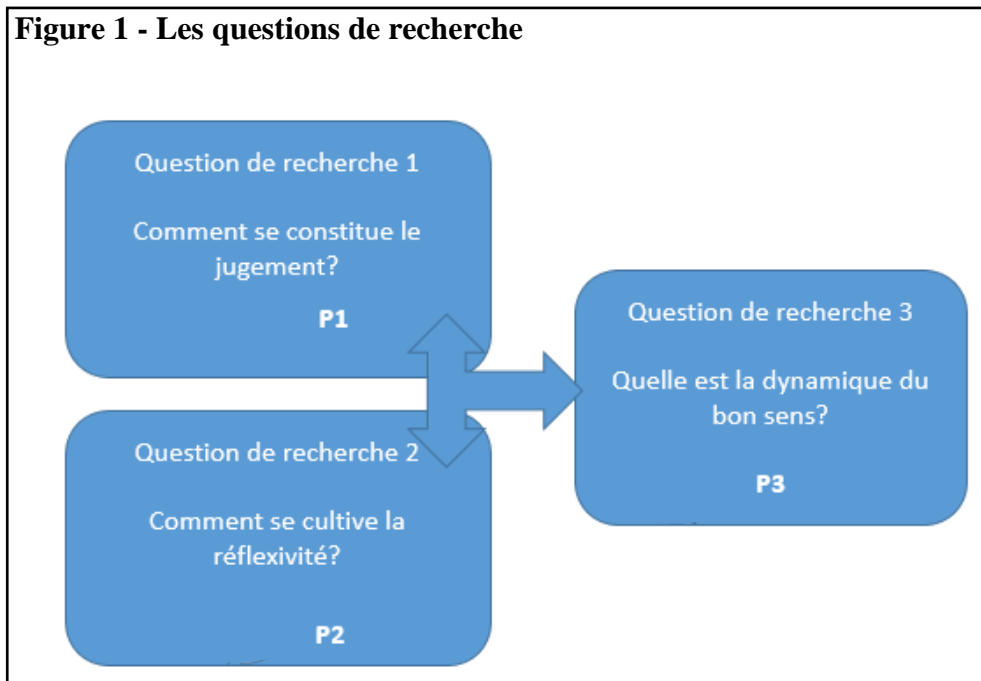 Figure 1 - Les questions de recherche
Question de recherche 1
Comment se constitue le
jugement?
P1
Question de recherche 2
Comment se cultive la
réflexivité?
P2
Question de recherche 3
Quelle est la dynamique du
bon sens?
P3